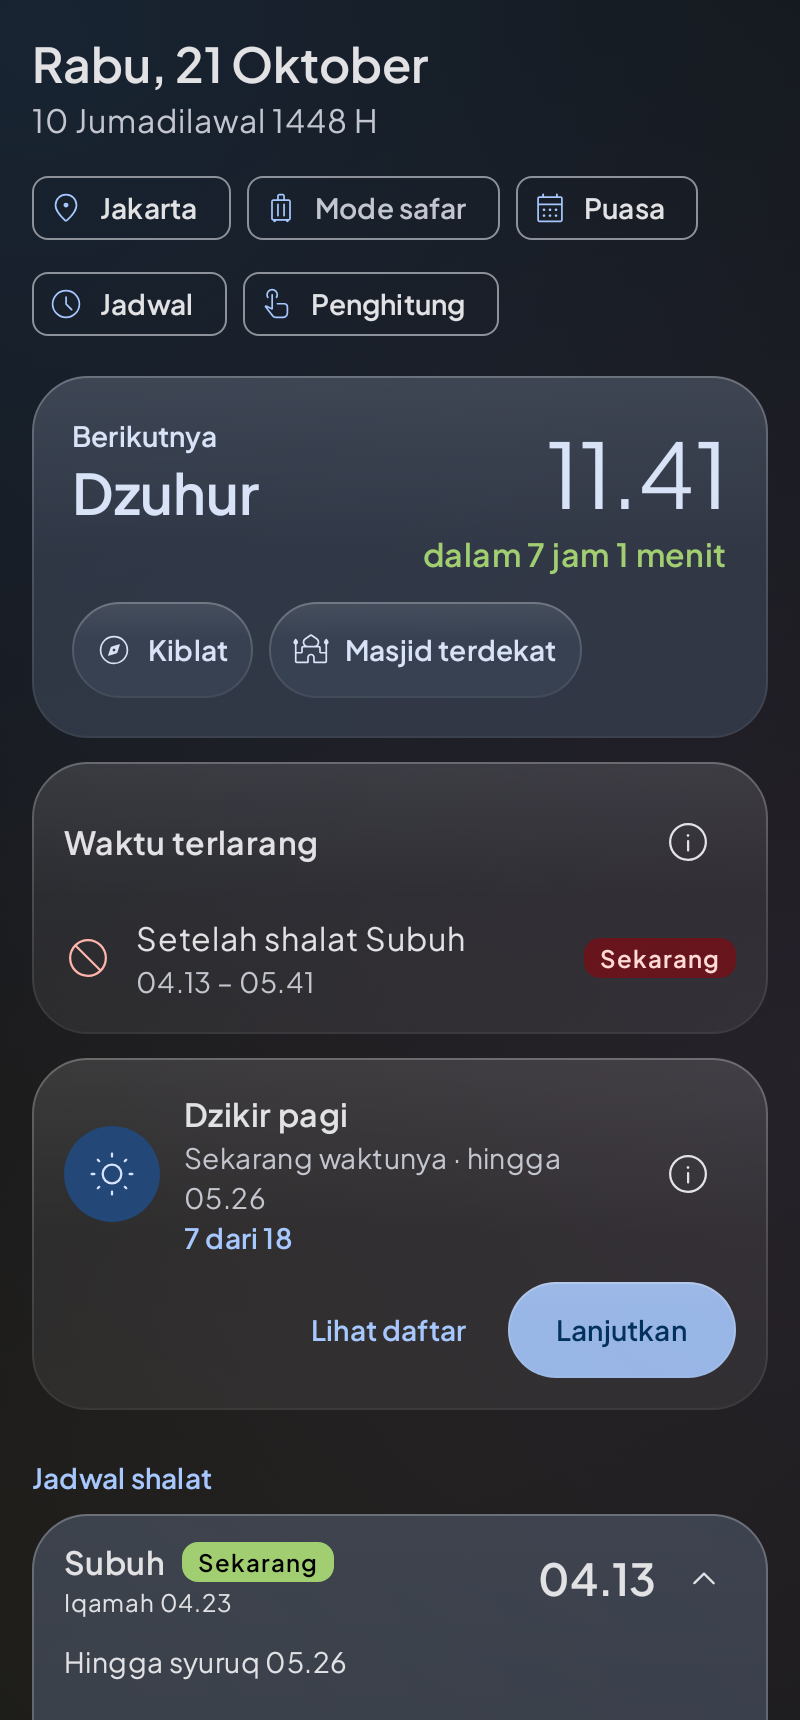 Rabu, 21 Oktober
10 Jumadilawal 1448 H
Jakarta
Mode safar
Puasa
Jadwal
Penghitung
Berikutnya
Dzuhur
11.41
dalam 7 jam 1 menit
Kiblat
Masjid terdekat
Waktu terlarang
Setelah shalat Subuh
04.13 – 05.41
Sekarang
Dzikir pagi
Sekarang waktunya · hingga
05.26
7 dari 18
Lihat daftar
Lanjutkan
Jadwal shalat
Subuh
Sekarang
04.13
Iqamah 04.23
Hingga syuruq 05.26